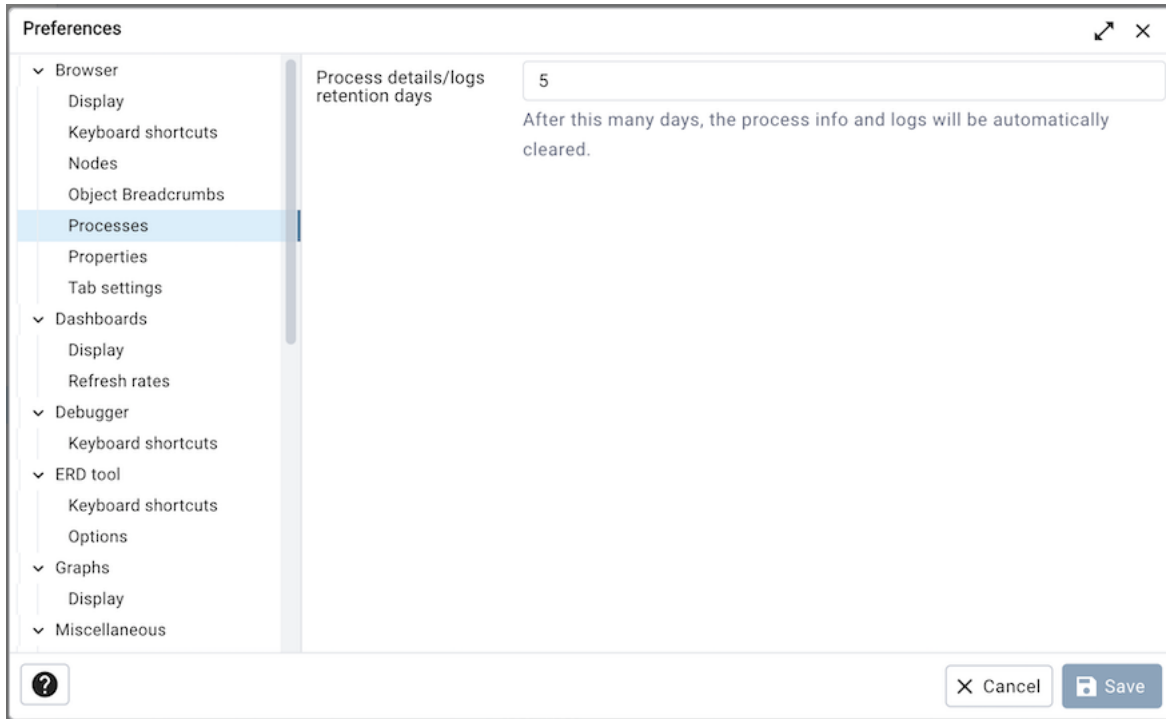 Preferences
Browser
Display
Keyboard shortcuts
Nodes
Object Breadcrumbs
Processes
Properties
Tab settings
Dashboards
Display
Refresh rates
Debugger
Keyboard shortcuts
ERD tool
Keyboard shortcuts
Options
Graphs
Display
Miscellaneous
Process details/logs
retention days
5
After this many days, the process info and logs will be automatically
cleared.
?
Cancel
Save